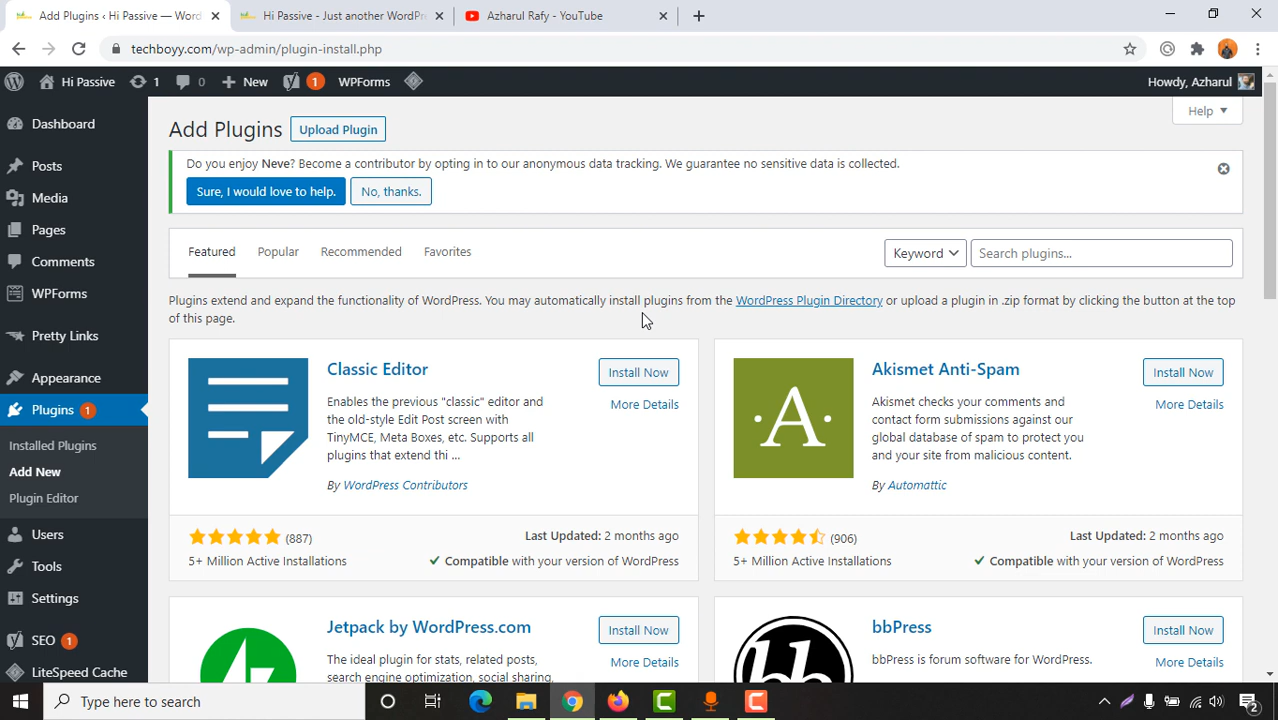 Add Plugins ‹ Hi Passive — Word
Hi Passive - Just another WordPr
Azharul Rafy - YouTube
techboyy.com/wp-admin/plugin-install.php
Hi Passive
1
0
New
1
WPForms
Howdy, Azharul
Dashboard
Posts
Media
Pages
Comments
WPForms
Pretty Links
Appearance
Plugins 1
Installed Plugins
Add New
Plugin Editor
Users
Tools
Settings
SEO 1
LiteSpeed Cache
Add Plugins
Upload Plugin
Help
Do you enjoy Neve? Become a contributor by opting in to our anonymous data tracking. We guarantee no sensitive data is collected.
Sure, I would love to help.
No, thanks.
Featured
Popular
Recommended
Favorites
Keyword
Search plugins...
Plugins extend and expand the functionality of WordPress. You may automatically install plugins from the WordPress Plugin Directory or upload a plugin in .zip format by clicking the button at the top
of this page.
Classic Editor
Install Now
More Details
Enables the previous "classic" editor and
the old-style Edit Post screen with
TinyMCE, Meta Boxes, etc. Supports all
plugins that extend thi ...
By WordPress Contributors
(887)
5+ Million Active Installations
Last Updated: 2 months ago
Compatible with your version of WordPress
A
Akismet Anti-Spam
Install Now
More Details
Akismet checks your comments and
contact form submissions against our
global database of spam to protect you
and your site from malicious content.
By Automattic
(906)
5+ Million Active Installations
Last Updated: 2 months ago
Compatible with your version of WordPress
Jetpack by WordPress.com
Install Now
More Details
The ideal plugin for stats, related posts,
search engine optimization, social sharing,
bb
bbPress
Install Now
More Details
bbPress is forum software for WordPress.
Type here to search
2